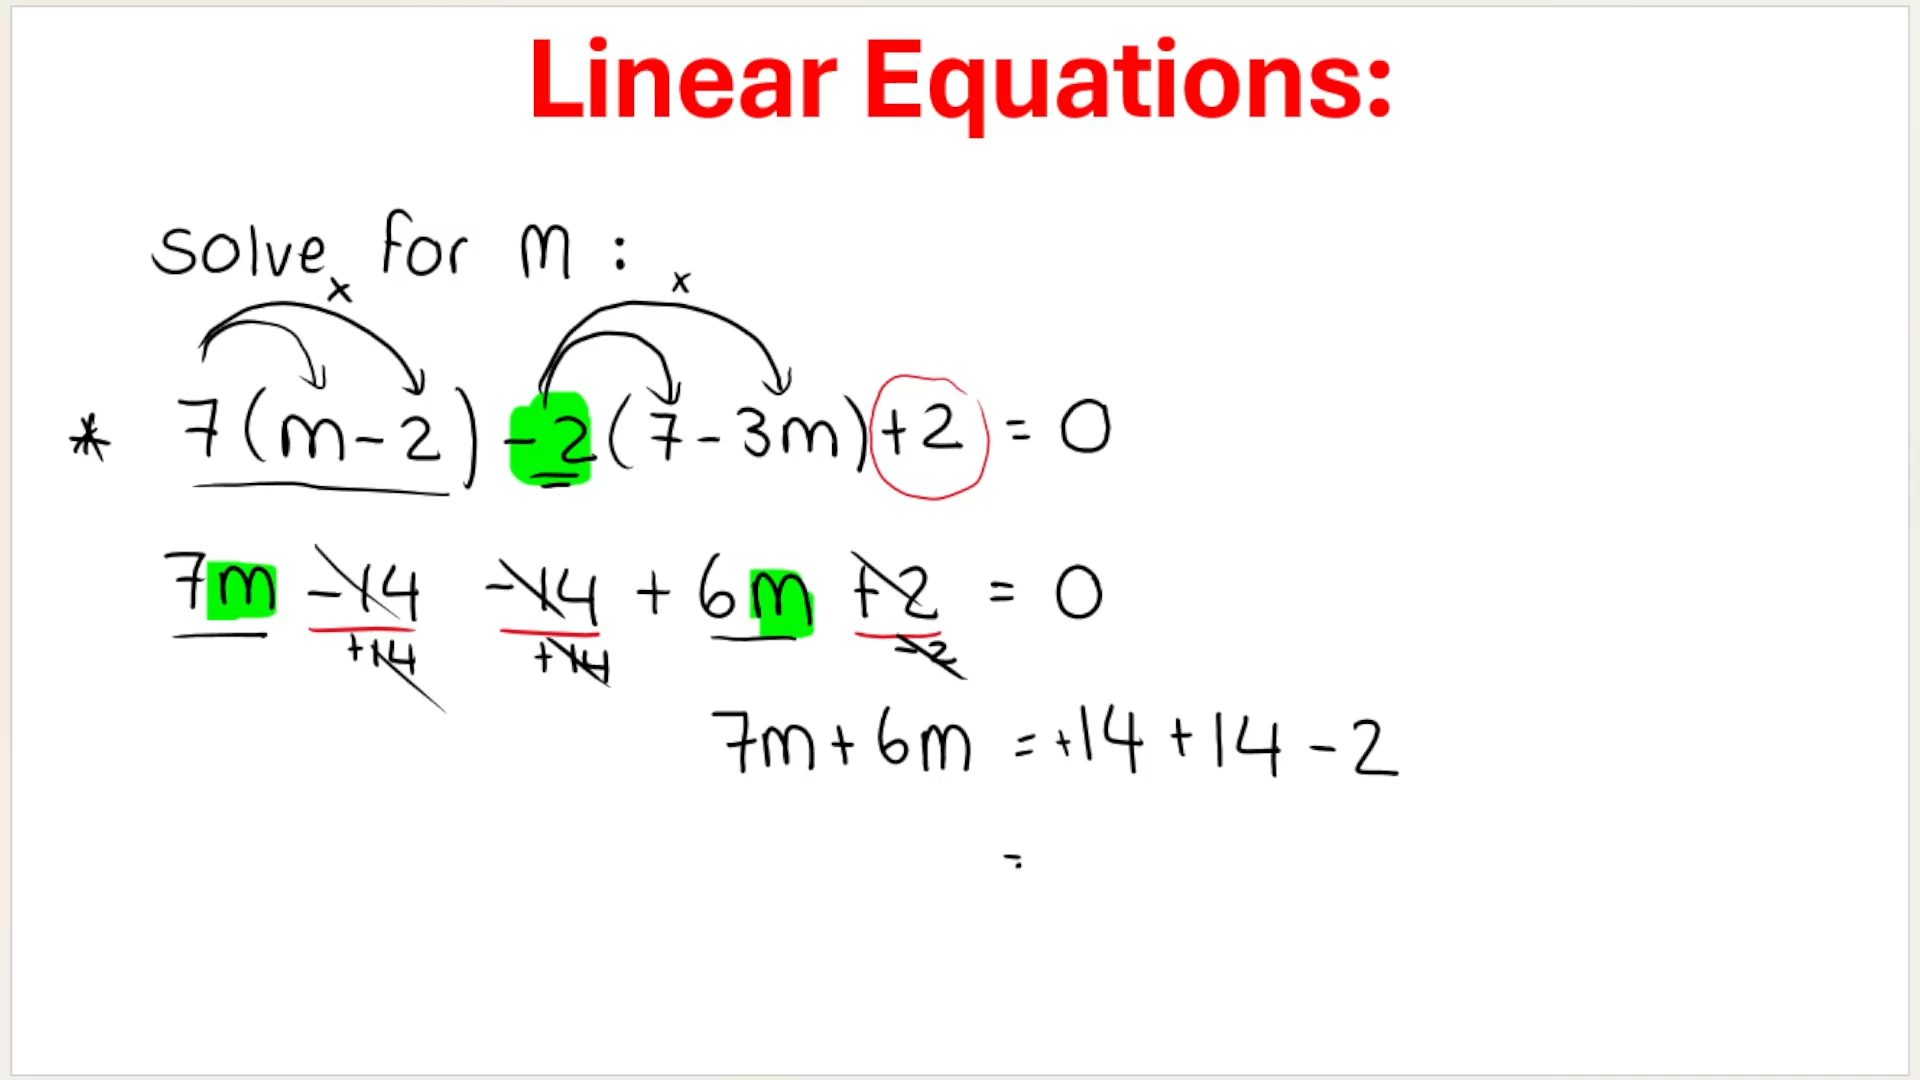 Linear Equations:
solve for m :
x x
* 7(m-2) -2(7-3m)+2 = 0
7m -14 -14 + 6m +2 = 0
+14 +14 -2
7m+6m = +14 +14 -2
=